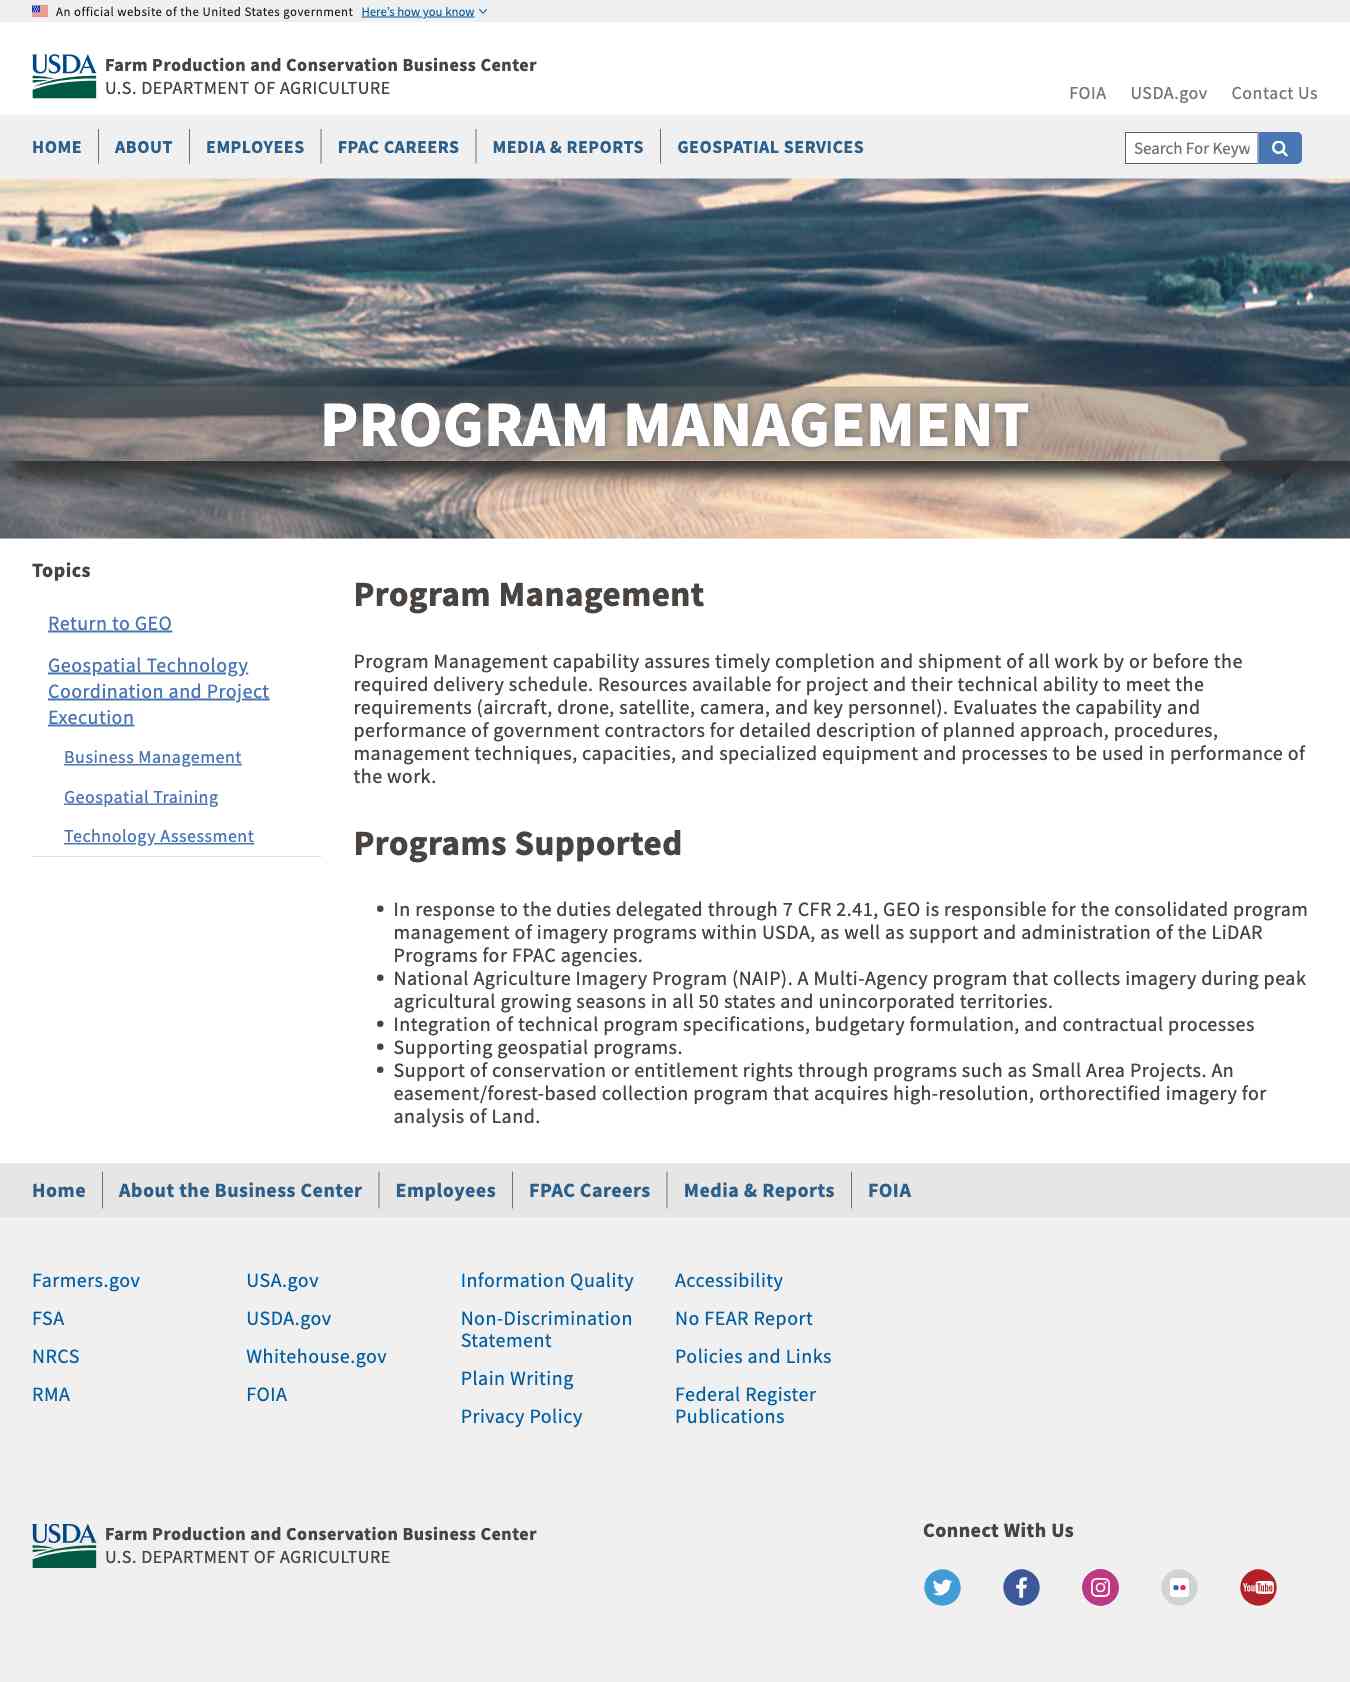 An official website of the United States government Here's how you know
USDA Farm Production and Conservation Business Center
U.S. DEPARTMENT OF AGRICULTURE
FOIA USDA.gov Contact Us
HOME ABOUT EMPLOYEES FPAC CAREERS MEDIA & REPORTS GEOSPATIAL SERVICES Search For Keyw
PROGRAM MANAGEMENT
Topics
Return to GEO
Geospatial Technology
Coordination and Project
Execution
Business Management
Geospatial Training
Technology Assessment
Program Management
Program Management capability assures timely completion and shipment of all work by or before the
required delivery schedule. Resources available for project and their technical ability to meet the
requirements (aircraft, drone, satellite, camera, and key personnel). Evaluates the capability and
performance of government contractors for detailed description of planned approach, procedures,
management techniques, capacities, and specialized equipment and processes to be used in performance of
the work.
Programs Supported
• In response to the duties delegated through 7 CFR 2.41, GEO is responsible for the consolidated program
management of imagery programs within USDA, as well as support and administration of the LiDAR
Programs for FPAC agencies.
• National Agriculture Imagery Program (NAIP). A Multi-Agency program that collects imagery during peak
agricultural growing seasons in all 50 states and unincorporated territories.
• Integration of technical program specifications, budgetary formulation, and contractual processes
• Supporting geospatial programs.
• Support of conservation or entitlement rights through programs such as Small Area Projects. An
easement/forest-based collection program that acquires high-resolution, orthorectified imagery for
analysis of Land.
Home About the Business Center Employees FPAC Careers Media & Reports FOIA
Farmers.gov
FSA
NRCS
RMA
USA.gov
USDA.gov
Whitehouse.gov
FOIA
Information Quality
Non-Discrimination
Statement
Plain Writing
Privacy Policy
Accessibility
No FEAR Report
Policies and Links
Federal Register
Publications
USDA Farm Production and Conservation Business Center
U.S. DEPARTMENT OF AGRICULTURE
Connect With Us
YouTube